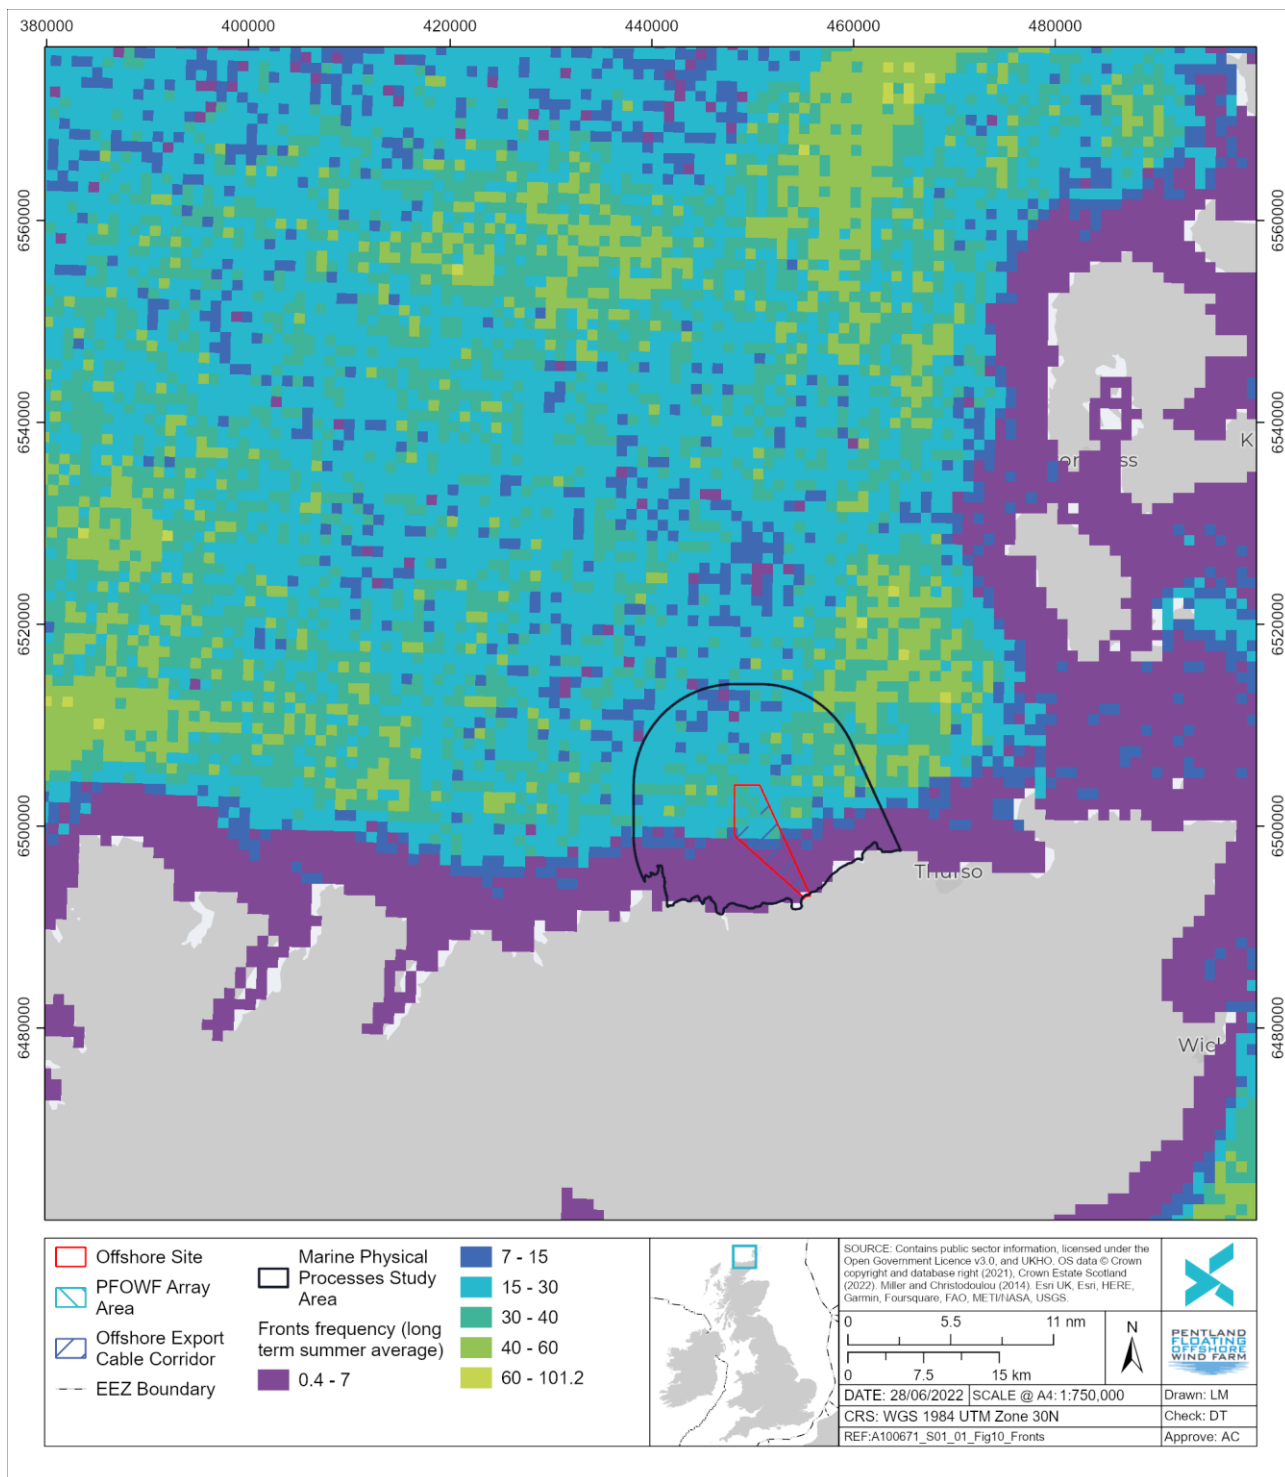 380000
400000
420000
440000
460000
480000
6560000
6560000
6540000
6540000
6520000
6520000
6500000
6500000
6480000
6480000
K
ss
Thurso
Offshore Site
PFOWF Array
Area
Offshore Export
Cable Corridor
EEZ Boundary
Marine Physical
Processes Study
Area
Fronts frequency (long
term summer average)
0.4 - 7
7 - 15
15 - 30
30 - 40
40 - 60
60 - 101.2
SOURCE: Contains public sector information, licensed under the
Open Government Licence v3.0, and UKHO. OS data © Crown
copyright and database right (2021), Crown Estate Scotland
(2022). Miller and Christodoulou (2014). Esri UK, Esri, HERE,
Garmin, Foursquare, FAO, METI/NASA, USGS.
0 5.5 11 nm
0 7.5 15 km
N
DATE: 28/06/2022 SCALE @ A4: 1:750,000
CRS: WGS 1984 UTM Zone 30N
REF:A100671_S01_01_Fig10_Fronts
PENTLAND
FLOATING
OFFSHORE
WIND FARM
Drawn: LM
Check: DT
Approve: AC